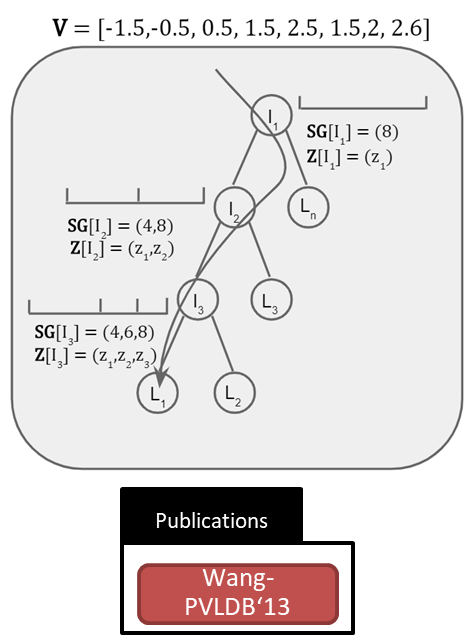 V = [-1.5,-0.5, 0.5, 1.5, 2.5, 1.5,2, 2.6]
I1
SG[I1] = (8)
Z[I1] = (z1)
I2
Ln
SG[I2] = (4,8)
Z[I2] = (z1,z2)
I3
L3
SG[I3] = (4,6,8)
Z[I3] = (z1,z2,z3)
L1
L2
Publications
Wang-
PVLDB‘13